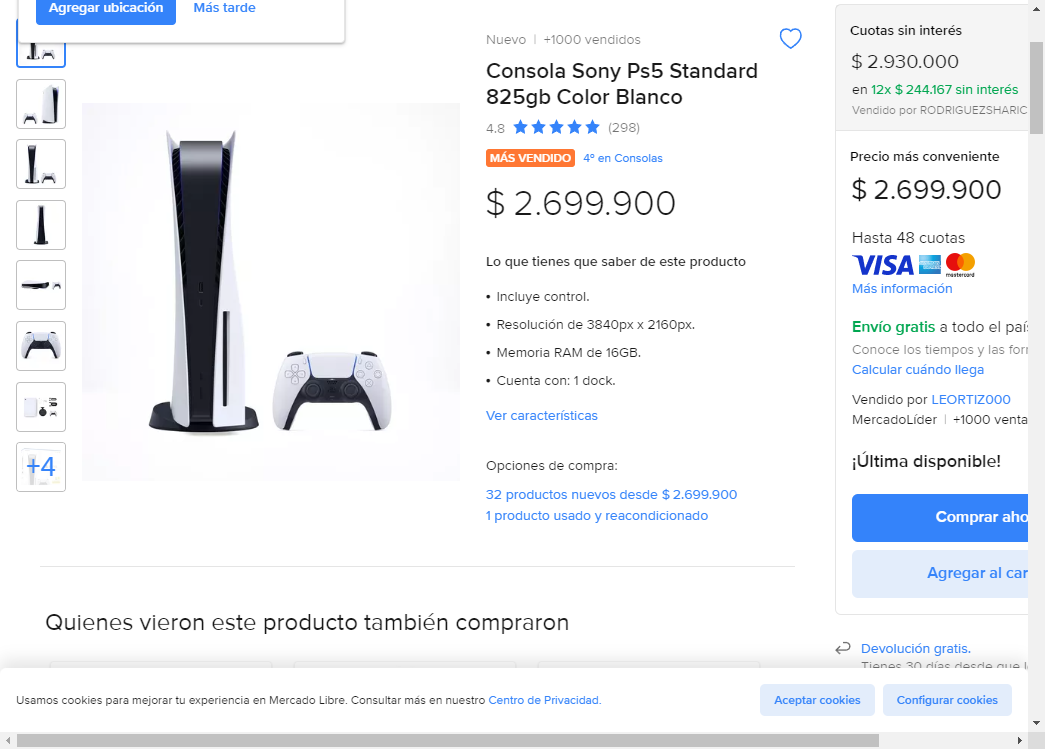 Agregar ubicación
Más tarde
+4
Nuevo | +1000 vendidos
Consola Sony Ps5 Standard
825gb Color Blanco
4.8 (298)
MÁS VENDIDO 4º en Consolas
$ 2.699.900
Lo que tienes que saber de este producto
• Incluye control.
• Resolución de 3840px x 2160px.
• Memoria RAM de 16GB.
• Cuenta con: 1 dock.
Ver características
Opciones de compra:
32 productos nuevos desde $ 2.699.900
1 producto usado y reacondicionado
Cuotas sin interés
$ 2.930.000
en 12x $ 244.167 sin interés
Vendido por RODRIGUEZSHARIC
Precio más conveniente
$ 2.699.900
Hasta 48 cuotas
VISA mastercard
Más información
Envío gratis a todo el país
Conoce los tiempos y las for
Calcular cuándo llega
Vendido por LEORTIZ000
MercadoLíder | +1000 venta
¡Última disponible!
Comprar aho
Agregar al car
Devolución gratis.
Tienes 30 días desde que l
Quienes vieron este producto también compraron
Usamos cookies para mejorar tu experiencia en Mercado Libre. Consultar más en nuestro Centro de Privacidad.
Aceptar cookies
Configurar cookies